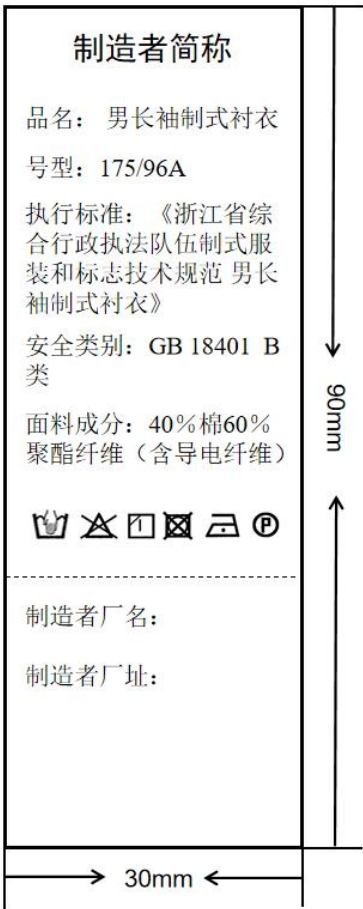 制造者简称
品名： 男长袖制式衬衣
号型：175/96A
执行标准：《浙江省综
合行政执法队伍制式服
装和标志技术规范 男长
袖制式衬衣》
安全类别：GB 18401 B
类
面料成分：40％棉60％
聚酯纤维（含导电纤维）
P
制造者厂名：
制造者厂址：
90mm
30mm